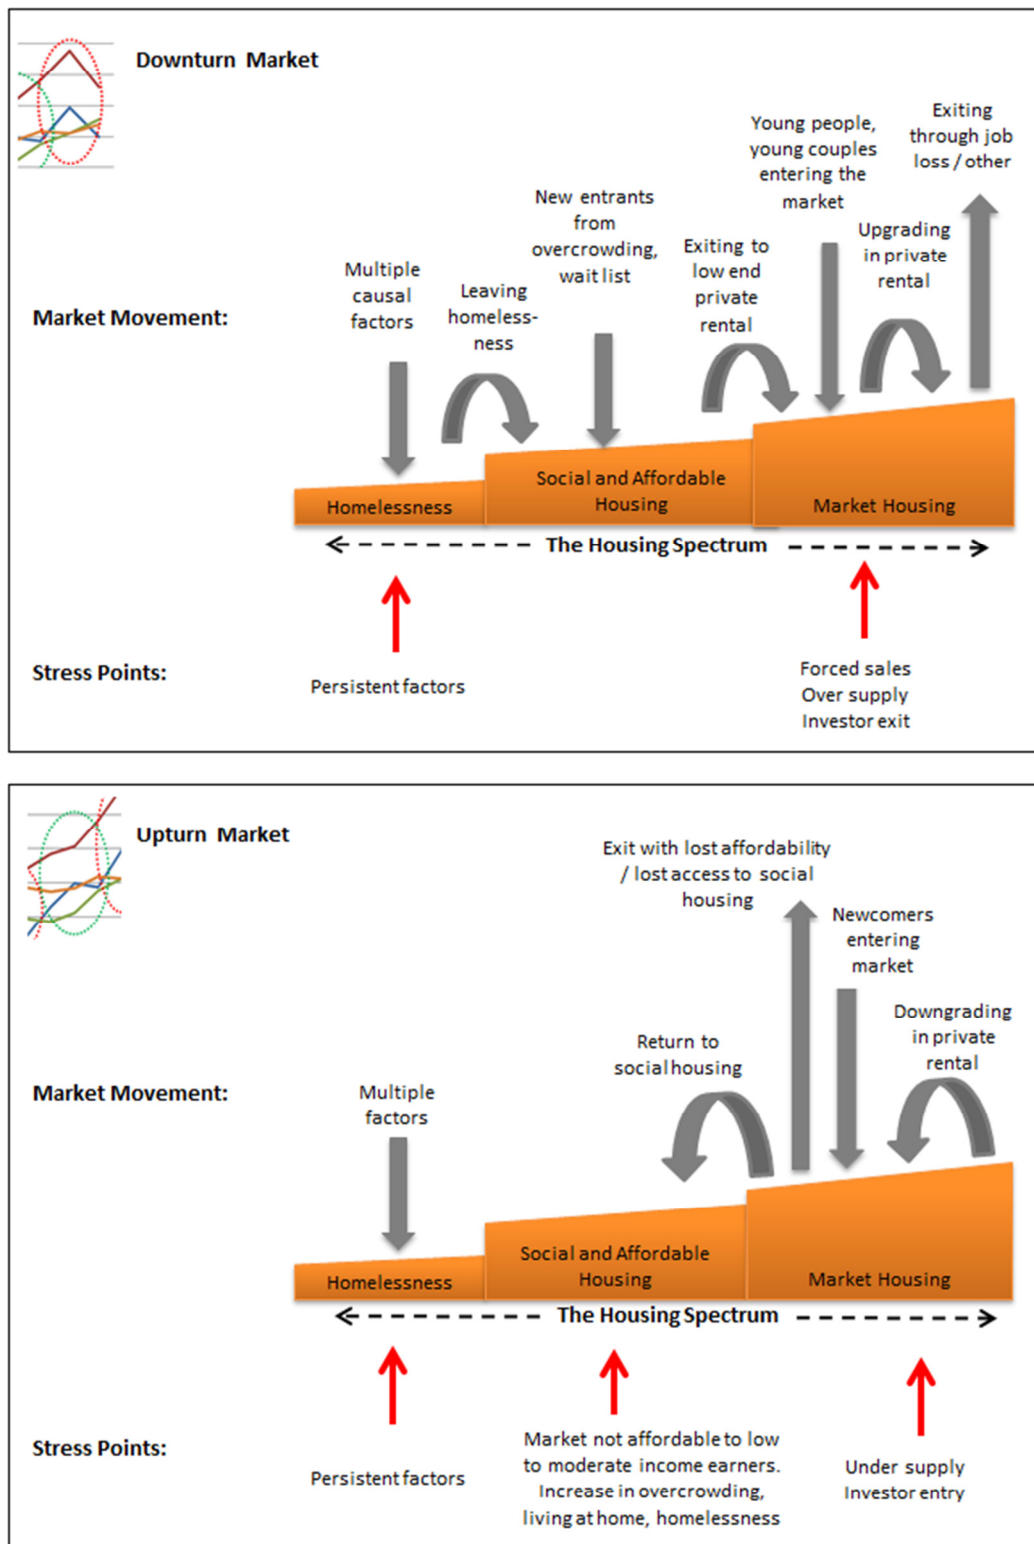 Downturn Market
Exiting
through job
loss / other
Young people,
young couples
entering the
market
New entrants
from
overcrowding,
wait list
Upgrading
in private
rental
Exiting to
low end
private
rental
Multiple
causal
factors
Leaving
homeless-
ness
Market Movement:
Homelessness
Social and Affordable
Housing
Market Housing
The Housing Spectrum
Stress Points:
Persistent factors
Forced sales
Over supply
Investor exit
Upturn Market
Exit with lost affordability
/ lost access to social
housing
Newcomers
entering
market
Downgrading
in private
rental
Return to
social housing
Market Movement:
Multiple
factors
Homelessness
Social and Affordable
Housing
Market Housing
The Housing Spectrum
Stress Points:
Persistent factors
Market not affordable to low
to moderate income earners.
Increase in overcrowding,
living at home, homelessness
Under supply
Investor entry